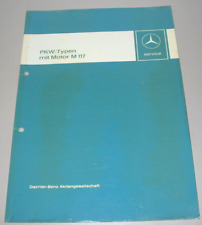 PKW-Typen
mit Motor M 117
SERVICE
Daimler-Benz Aktiengesellschaft